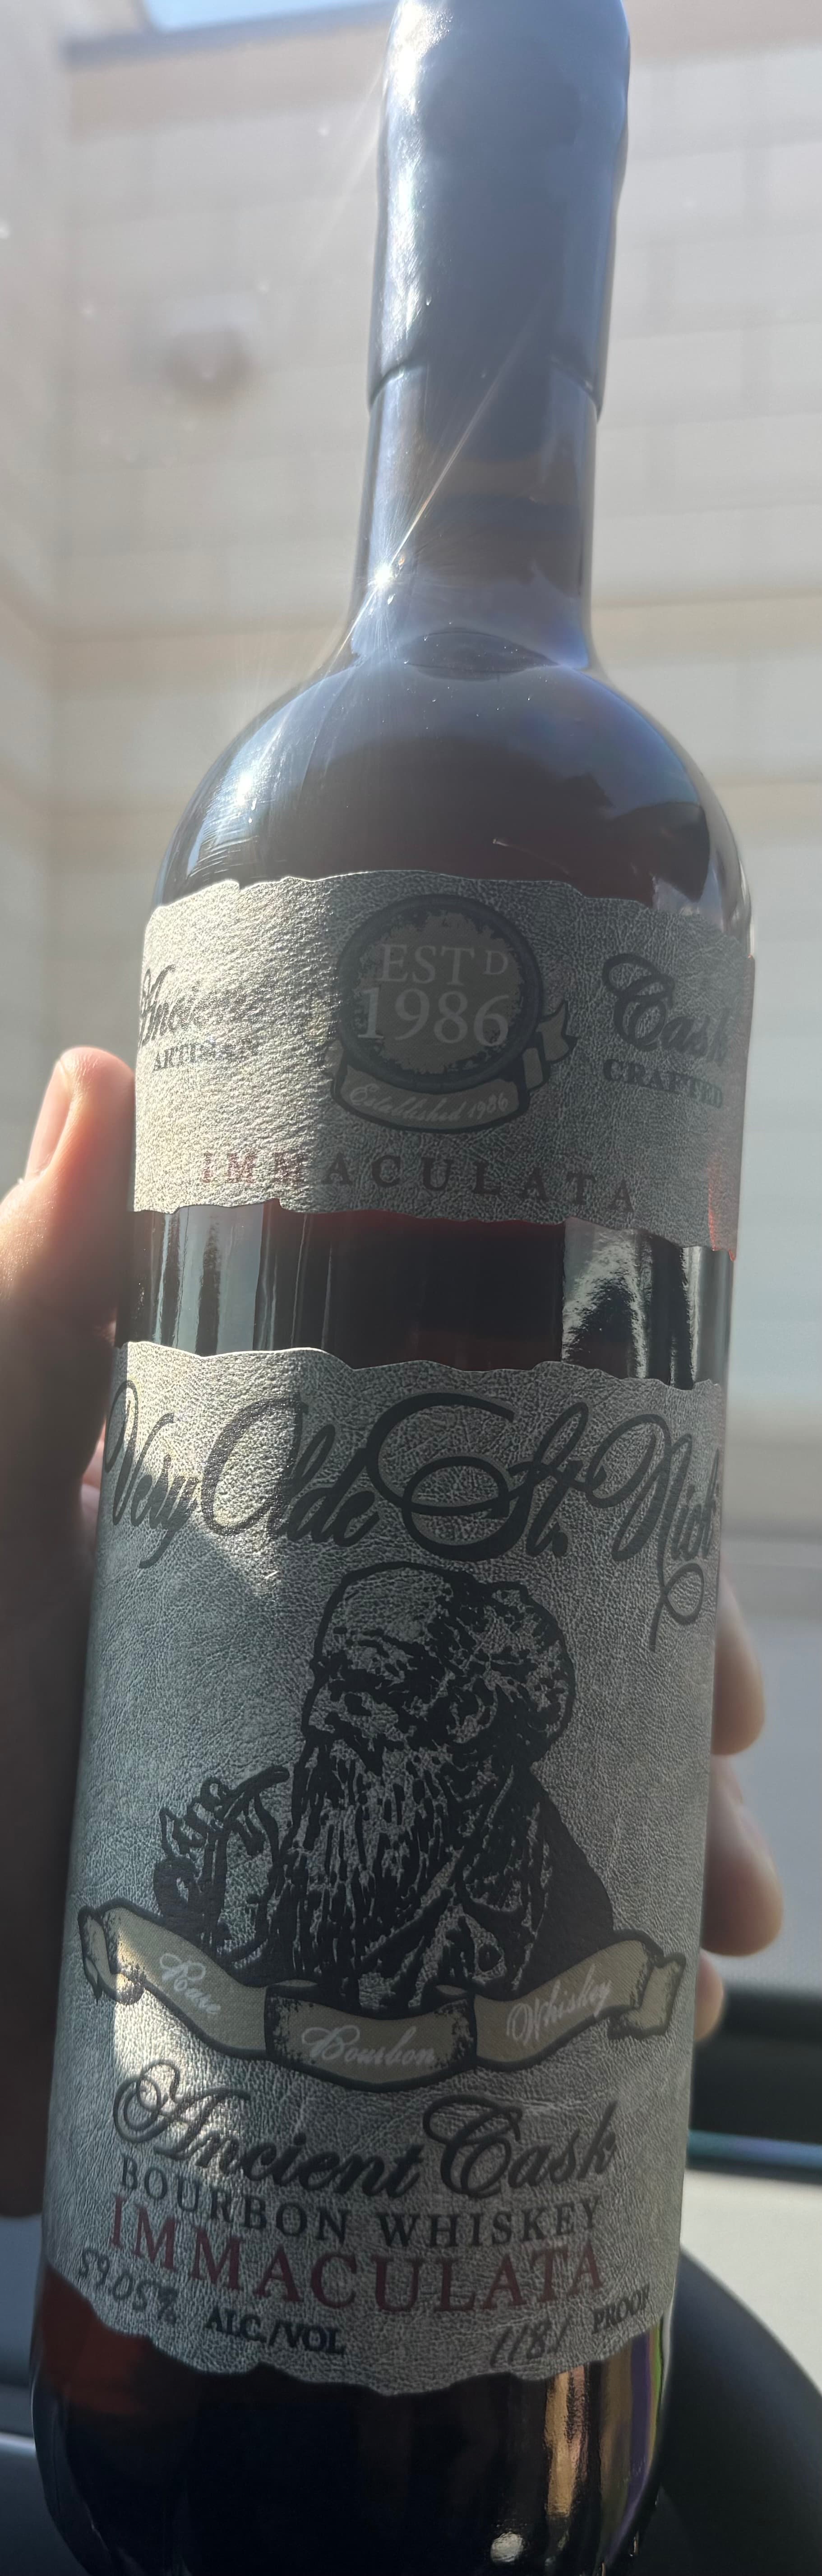 EST D
1986
Ancient Cask
ARTISAN CRAFTED
Established 1986
IMMACULATA
Very Olde St. Nick
Rare Bourbon Whiskey
Ancient Cask
BOURBON WHISKEY
IMMACULATA
59.05% ALC./VOL 118.1 PROOF